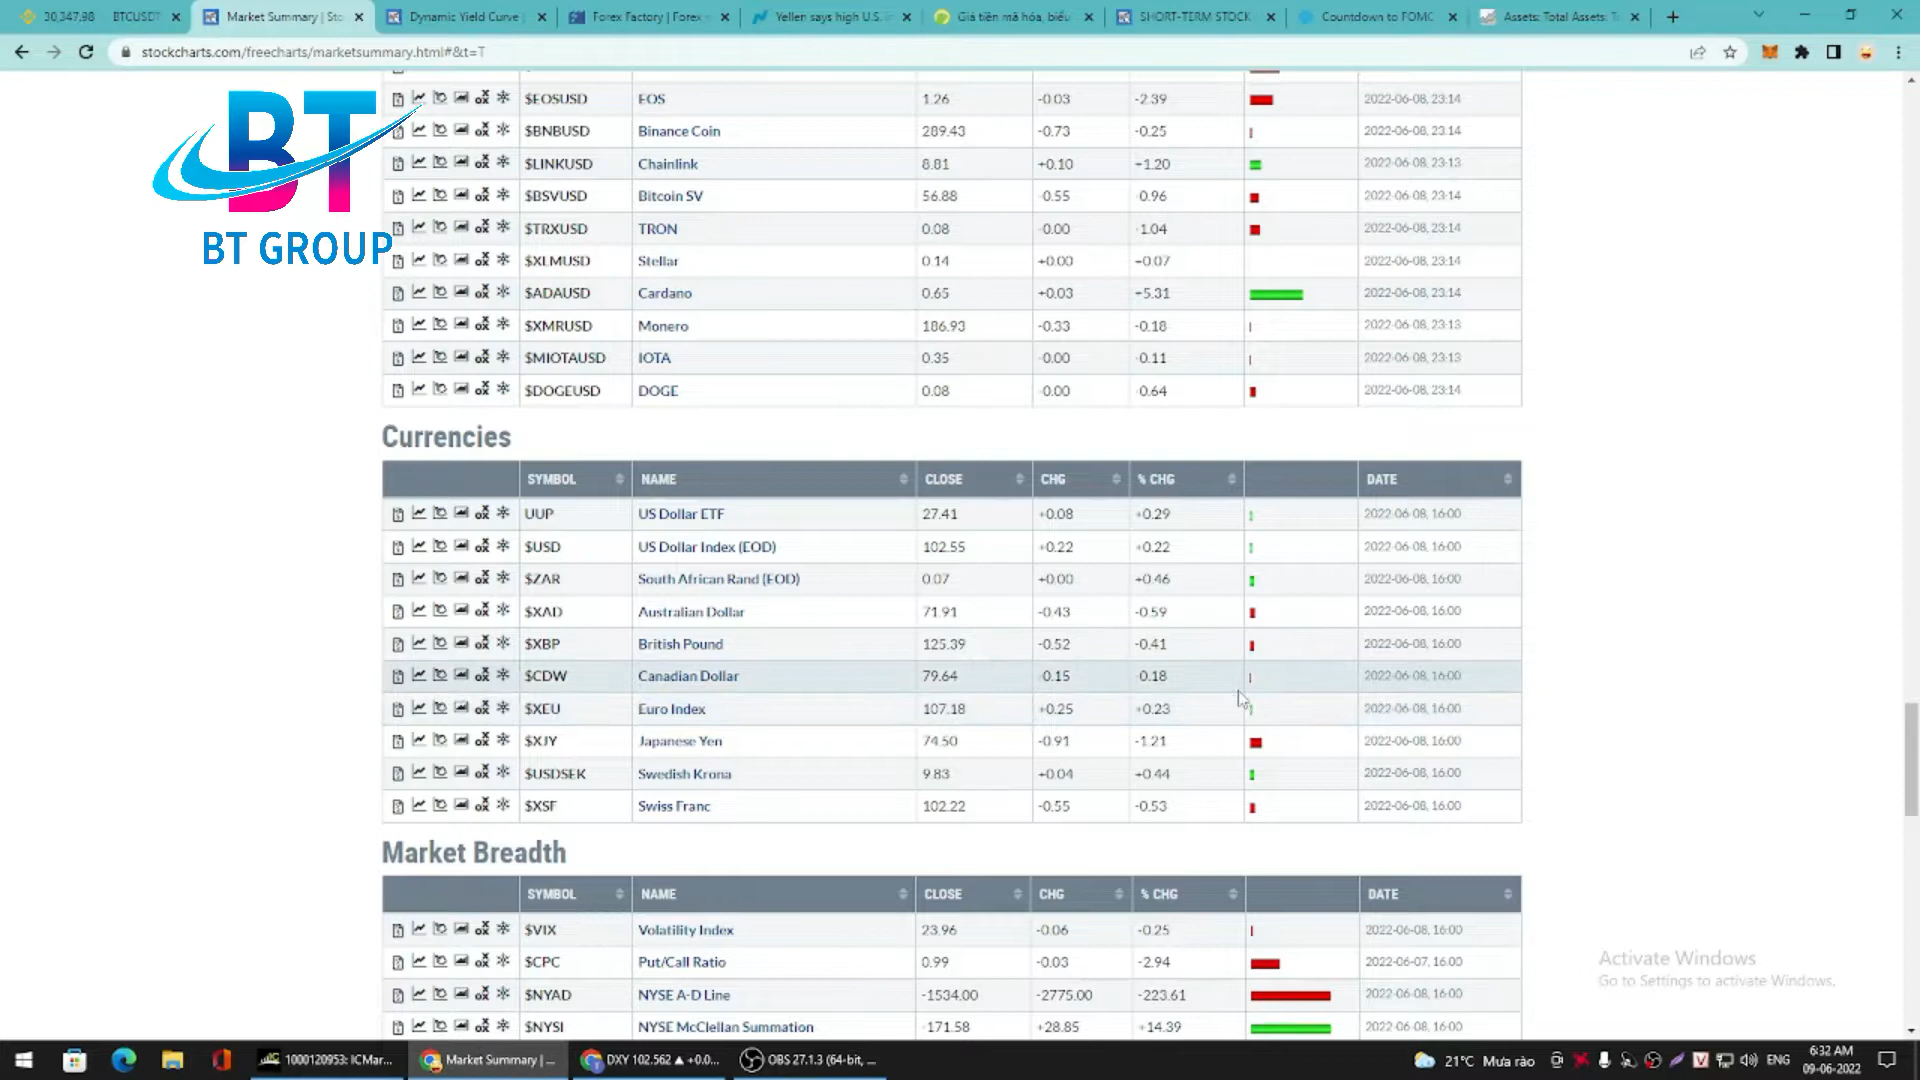 30,347.98 BTCUSDT
Market Summary | Sto
Dynamic Yield Curve
Forex Factory | Forex
Yellen says high U.S. in
Giá tiền mã hóa, biểu
SHORT-TERM STOCK
Countdown to FOMC
Assets: Total Assets: T
stockcharts.com/freecharts/marketsummary.html#&t=T
BT
BT GROUP
$EOSUSD EOS 1.26 -0.03 -2.39 2022-06-08, 23:14
$BNBUSD Binance Coin 289.43 -0.73 -0.25 2022-06-08, 23:14
$LINKUSD Chainlink 8.81 +0.10 +1.20 2022-06-08, 23:13
$BSVUSD Bitcoin SV 56.88 -0.55 -0.96 2022-06-08, 23:14
$TRXUSD TRON 0.08 -0.00 -1.04 2022-06-08, 23:14
$XLMUSD Stellar 0.14 +0.00 +0.07 2022-06-08, 23:14
$ADAUSD Cardano 0.65 +0.03 +5.31 2022-06-08, 23:14
$XMRUSD Monero 186.93 -0.33 -0.18 2022-06-08, 23:13
$MIOTAUSD IOTA 0.35 -0.00 -0.11 2022-06-08, 23:13
$DOGEUSD DOGE 0.08 -0.00 -0.64 2022-06-08, 23:14
Currencies
SYMBOL NAME CLOSE CHG % CHG DATE
UUP US Dollar ETF 27.41 +0.08 +0.29 2022-06-08, 16:00
$USD US Dollar Index (EOD) 102.55 +0.22 +0.22 2022-06-08, 16:00
$ZAR South African Rand (EOD) 0.07 +0.00 +0.46 2022-06-08, 16:00
$XAD Australian Dollar 71.91 -0.43 -0.59 2022-06-08, 16:00
$XBP British Pound 125.39 -0.52 -0.41 2022-06-08, 16:00
$CDW Canadian Dollar 79.64 -0.15 -0.18 2022-06-08, 16:00
$XEU Euro Index 107.18 +0.25 +0.23 2022-06-08, 16:00
$XJY Japanese Yen 74.50 -0.91 -1.21 2022-06-08, 16:00
$USDSEK Swedish Krona 9.83 +0.04 +0.44 2022-06-08, 16:00
$XSF Swiss Franc 102.22 -0.55 -0.53 2022-06-08, 16:00
Market Breadth
SYMBOL NAME CLOSE CHG % CHG DATE
$VIX Volatility Index 23.96 -0.06 -0.25 2022-06-08, 16:00
$CPC Put/Call Ratio 0.99 -0.03 -2.94 2022-06-07, 16:00
$NYAD NYSE A-D Line -1534.00 -2775.00 -223.61 2022-06-08, 16:00
$NYSI NYSE McClellan Summation -171.58 +28.85 +14.39 2022-06-08, 16:00
Activate Windows
Go to Settings to activate Windows.
1000120953: ICMar...
Market Summary | ...
DXY 102.562 ▲ +0.0...
OBS 27.1.3 (64-bit, ...
21°C Mưa rào
ENG
6:32 AM
09-06-2022